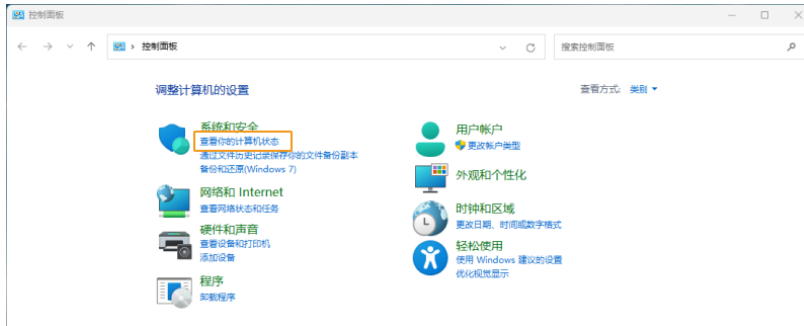 控制面板
控制面板
搜索控制面板
调整计算机的设置
查看方式: 类别
系统和安全
查看你的计算机状态
通过文件历史记录保存你的文件备份副本
备份和还原(Windows 7)
网络和 Internet
查看网络状态和任务
硬件和声音
查看设备和打印机
添加设备
程序
卸载程序
用户帐户
更改帐户类型
外观和个性化
时钟和区域
更改日期、时间或数字格式
轻松使用
使用 Windows 建议的设置
优化视觉显示